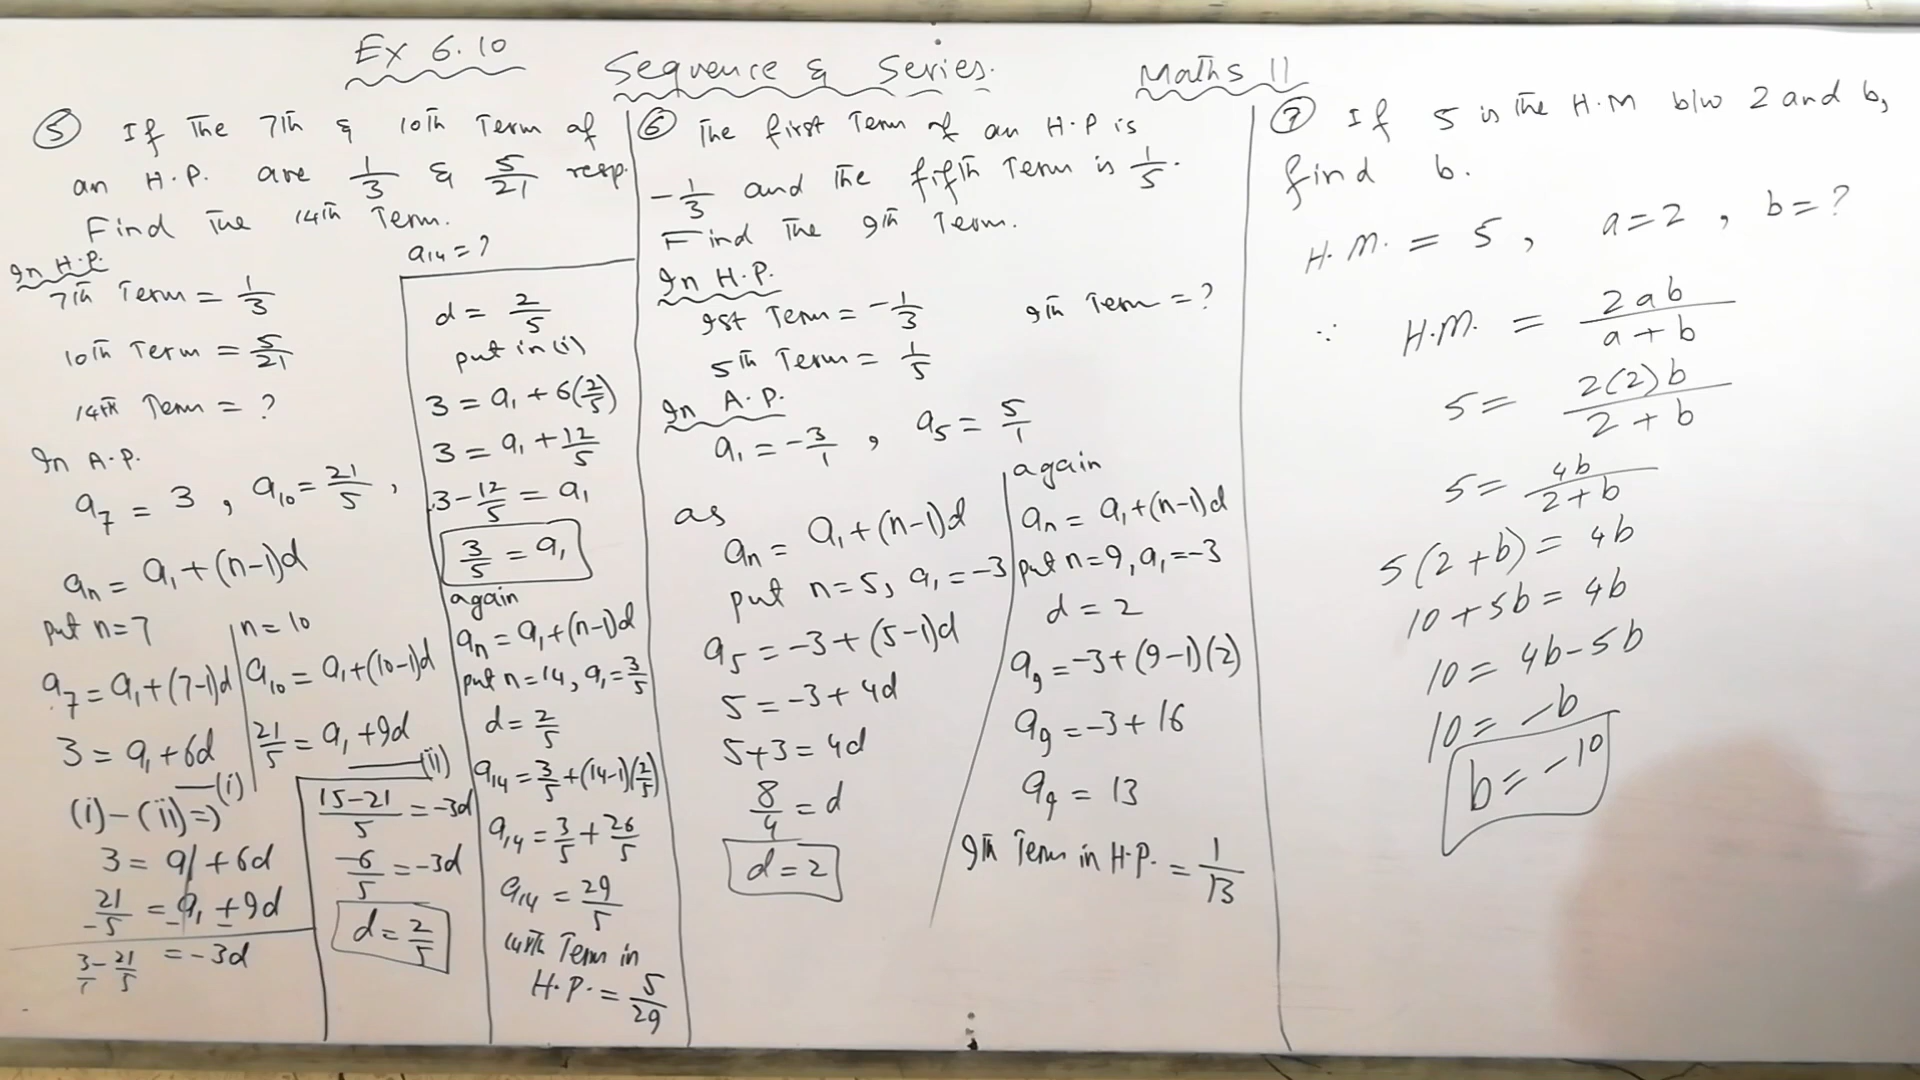 Ex 6.10 Sequence & Series. Maths 11
⑤ If the 7th & 10th Term of
an H.P. are 1/3 & 5/21 resp.
Find the 14th Term.
a₁₄ = ?
In H.P.
7th Term = 1/3
10th Term = 5/21
14th Term = ?
In A.P.
a₇ = 3 , a₁₀ = 21/5 ,
aₙ = a₁ + (n-1)d
put n=7
a₇ = a₁ + (7-1)d
3 = a₁ + 6d —(i)
n = 10
a₁₀ = a₁ + (10-1)d
21/5 = a₁ + 9d —(ii)
(i) - (ii) =>
3 = a₁ + 6d
-21/5 = -a₁ ± 9d
3/1 - 21/5 = -3d
(15-21)/5 = -3d
-6/5 = -3d
d = 2/5
d = 2/5
put in (i)
3 = a₁ + 6(2/5)
3 = a₁ + 12/5
3 - 12/5 = a₁
3/5 = a₁
again
aₙ = a₁ + (n-1)d
put n=14, a₁ = 3/5
d = 2/5
a₁₄ = 3/5 + (14-1)(2/5)
a₁₄ = 3/5 + 26/5
a₁₄ = 29/5
14th Term in
H.P. = 5/29
⑥ The first Term of an H.P is
-1/3 and the fifth Term is 1/5.
Find the 9th Term.
In H.P.
1st Term = -1/3
9th Term = ?
5th Term = 1/5
In A.P.
a₁ = -3/1 , a₅ = 5/1
as
aₙ = a₁ + (n-1)d
put n=5, a₁ = -3
a₅ = -3 + (5-1)d
5 = -3 + 4d
5+3 = 4d
8/4 = d
d = 2
again
aₙ = a₁ + (n-1)d
put n=9, a₁ = -3
d = 2
a₉ = -3 + (9-1)(2)
a₉ = -3 + 16
a₉ = 13
9th Term in H.P. = 1/13
⑦ If 5 is the H.M b/w 2 and b,
find b.
H.M. = 5 , a = 2 , b = ?
∵ H.M. = 2ab/(a + b)
5 = 2(2)b/(2 + b)
5 = 4b/(2+b)
5(2+b) = 4b
10 + 5b = 4b
10 = 4b - 5b
10 = -b
b = -10